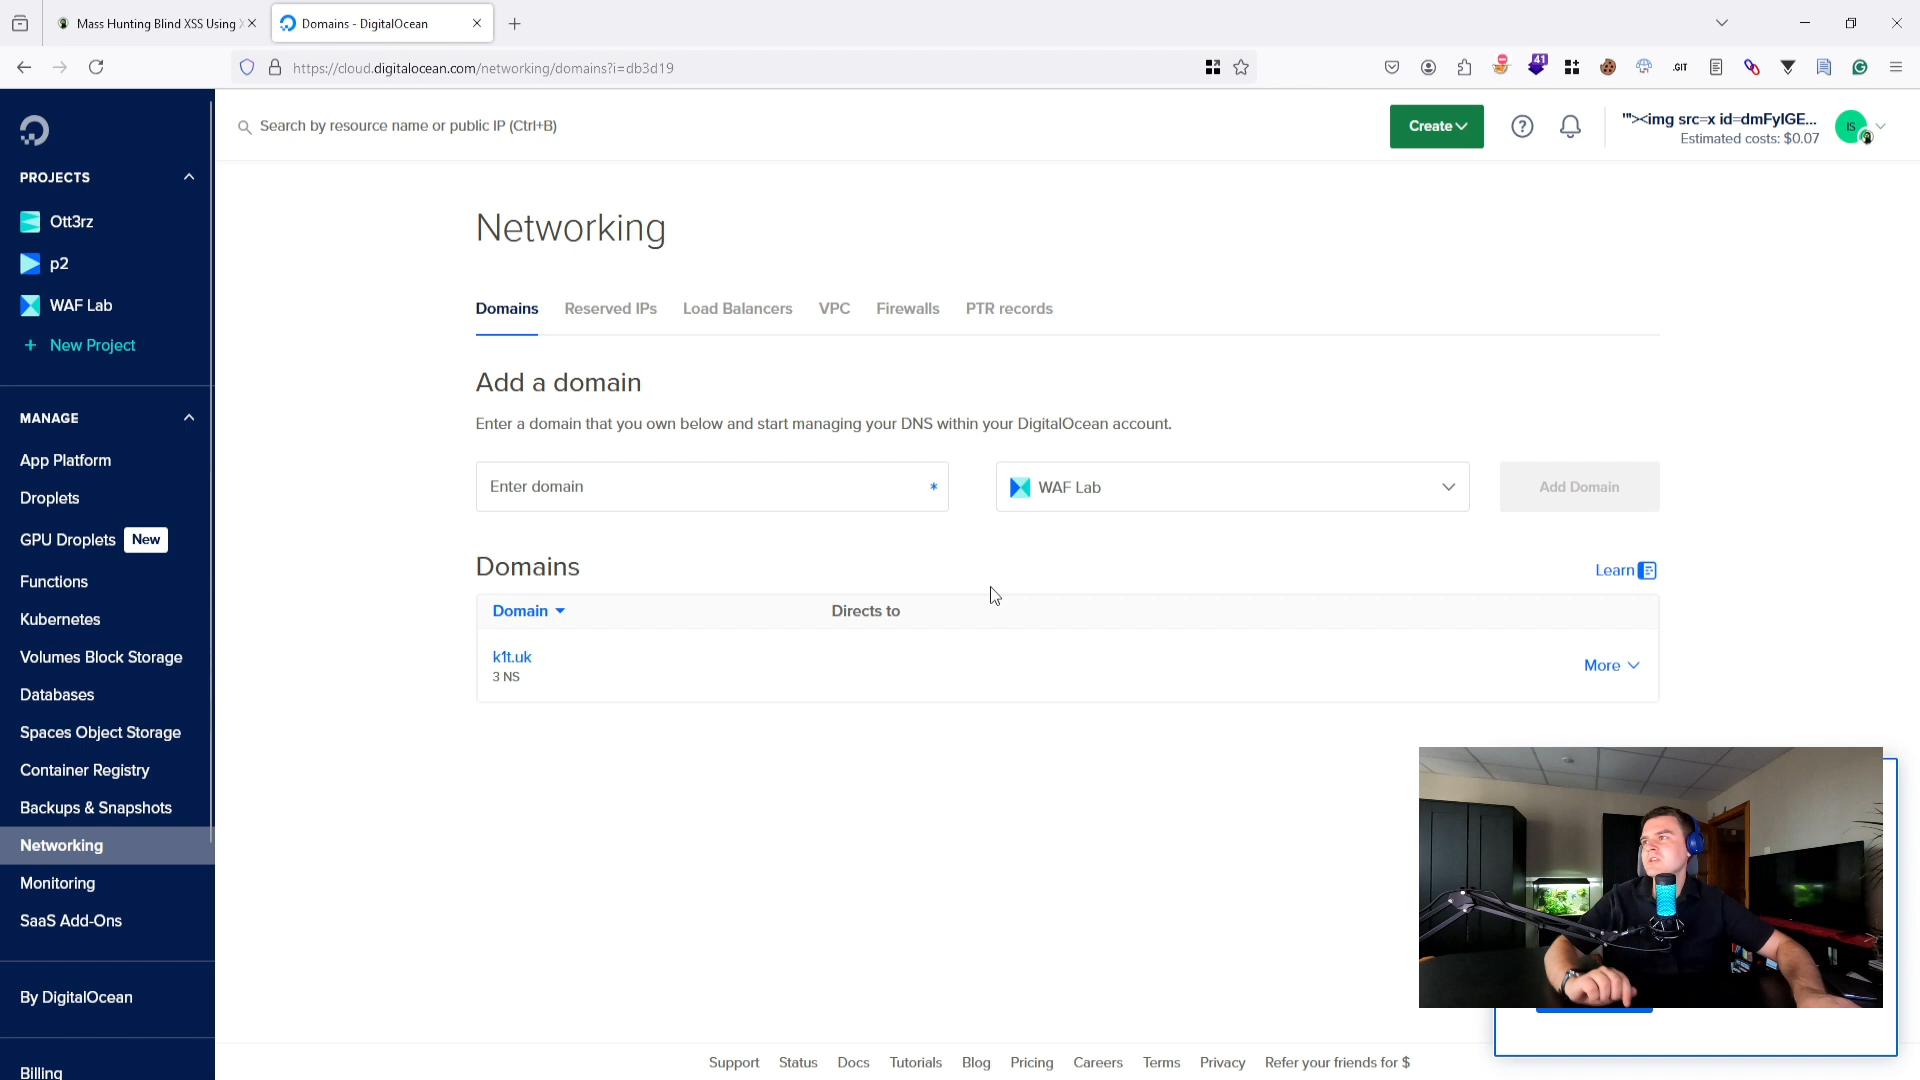 Mass Hunting Blind XSS Using
Domains - DigitalOcean
https://cloud.digitalocean.com/networking/domains?i=db3d19
41
.GIT
Search by resource name or public IP (Ctrl+B)
Create
'"><img src=x id=dmFyIGE...
Estimated costs: $0.07
IS
PROJECTS
Ott3rz
p2
WAF Lab
+ New Project
MANAGE
App Platform
Droplets
GPU Droplets New
Functions
Kubernetes
Volumes Block Storage
Databases
Spaces Object Storage
Container Registry
Backups & Snapshots
Networking
Monitoring
SaaS Add-Ons
By DigitalOcean
Billing
Networking
Domains Reserved IPs Load Balancers VPC Firewalls PTR records
Add a domain
Enter a domain that you own below and start managing your DNS within your DigitalOcean account.
Enter domain *
WAF Lab
Add Domain
Domains
Learn
Domain Directs to
k1t.uk
3 NS
More
Support Status Docs Tutorials Blog Pricing Careers Terms Privacy Refer your friends for $